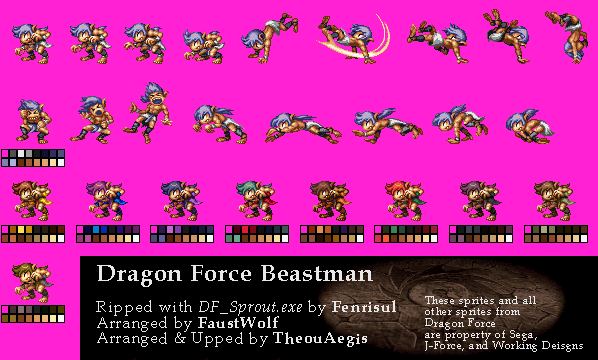 Dragon Force Beastman
Ripped with DF_Sprout.exe by Fenrisul
Arranged by FaustWolf
Arranged & Upped by TheouAegis
These sprites and all
other sprites from
Dragon Force
are property of Sega,
J-Force, and Working Deisgns